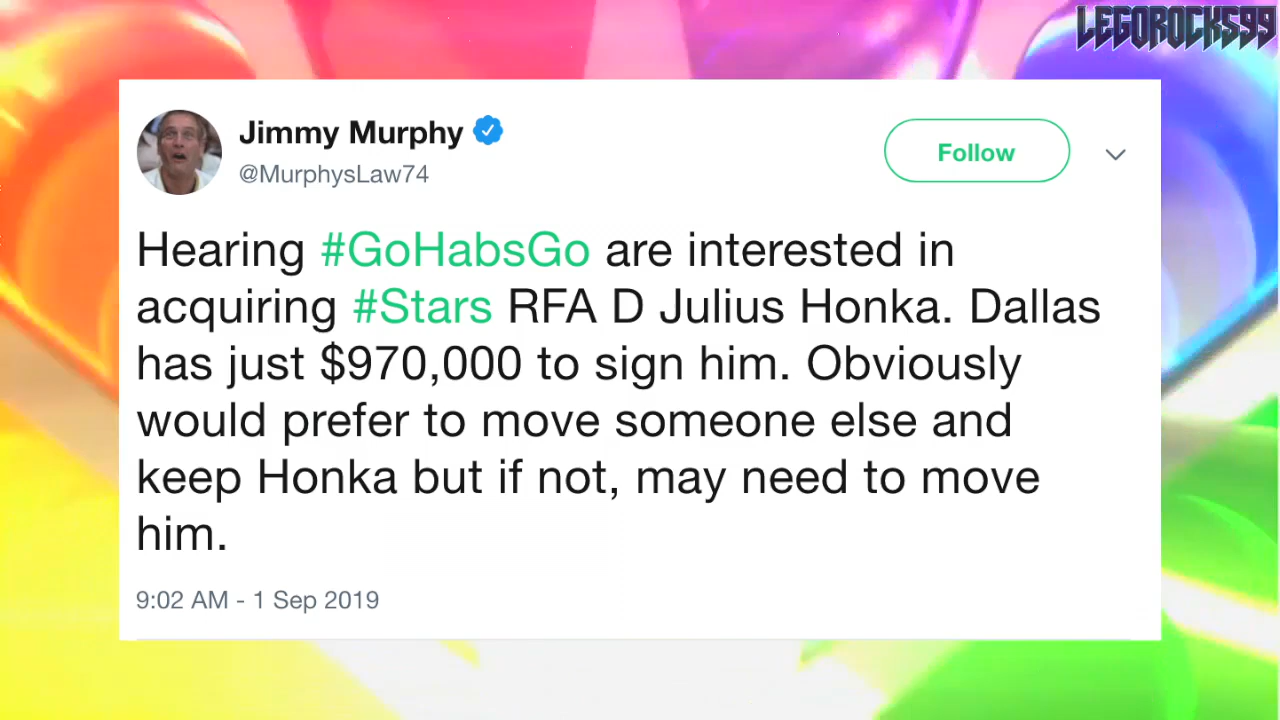 LEGOROCKS99
Jimmy Murphy
@MurphysLaw74
Follow
Hearing #GoHabsGo are interested in
acquiring #Stars RFA D Julius Honka. Dallas
has just $970,000 to sign him. Obviously
would prefer to move someone else and
keep Honka but if not, may need to move
him.
9:02 AM - 1 Sep 2019